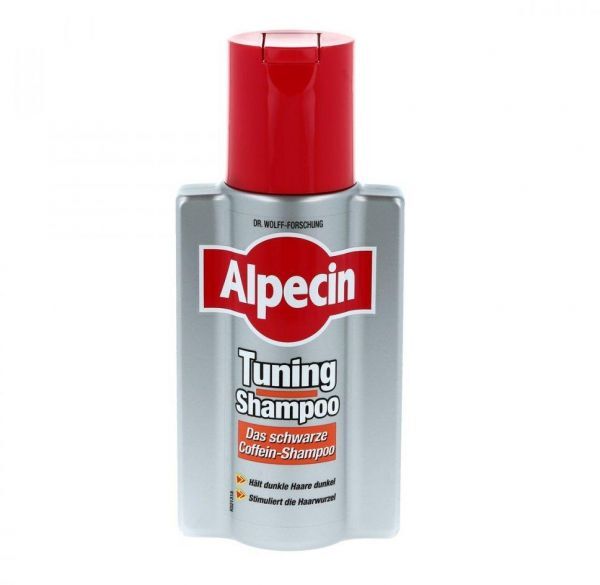 DR. WOLFF-FORSCHUNG
Alpecin
Tuning
Shampoo
Das schwarze
Coffein-Shampoo
Hält dunkle Haare dunkel
Stimuliert die Haarwurzel